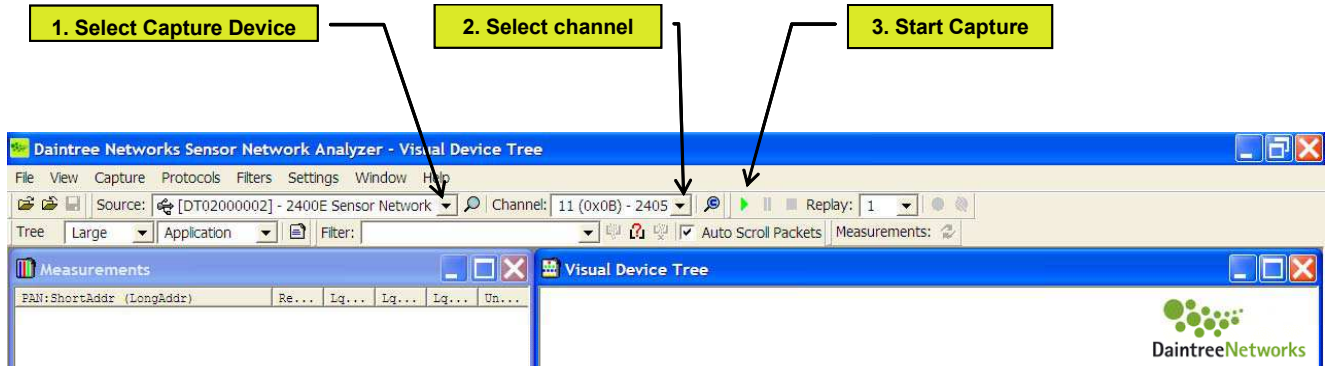 1. Select Capture Device
2. Select channel
3. Start Capture
Daintree Networks Sensor Network Analyzer - Visual Device Tree
File View Capture Protocols Filters Settings Window Help
Source: [DT02000002] - 2400E Sensor Network Channel: 11 (0x0B) - 2405 Replay: 1
Tree Large Application Filter: Auto Scroll Packets Measurements:
Measurements
Visual Device Tree
PAN:ShortAddr (LongAddr) Re... Lq... Lq... Lq... Un...
DaintreeNetworks